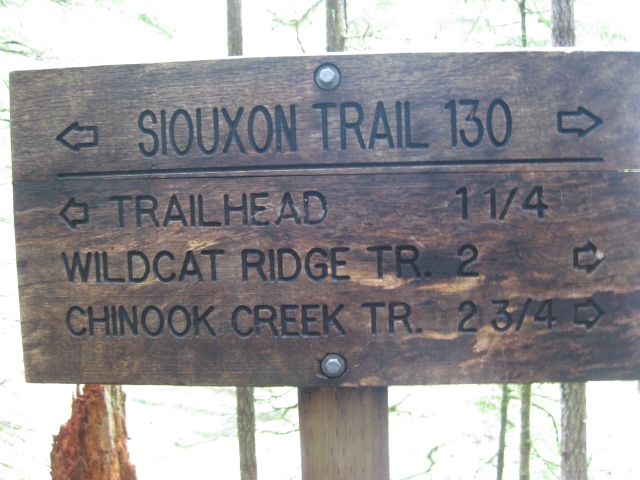 SIOUXON TRAIL 130
TRAILHEAD 1 1/4
WILDCAT RIDGE TR. 2
CHINOOK CREEK TR. 2 3/4